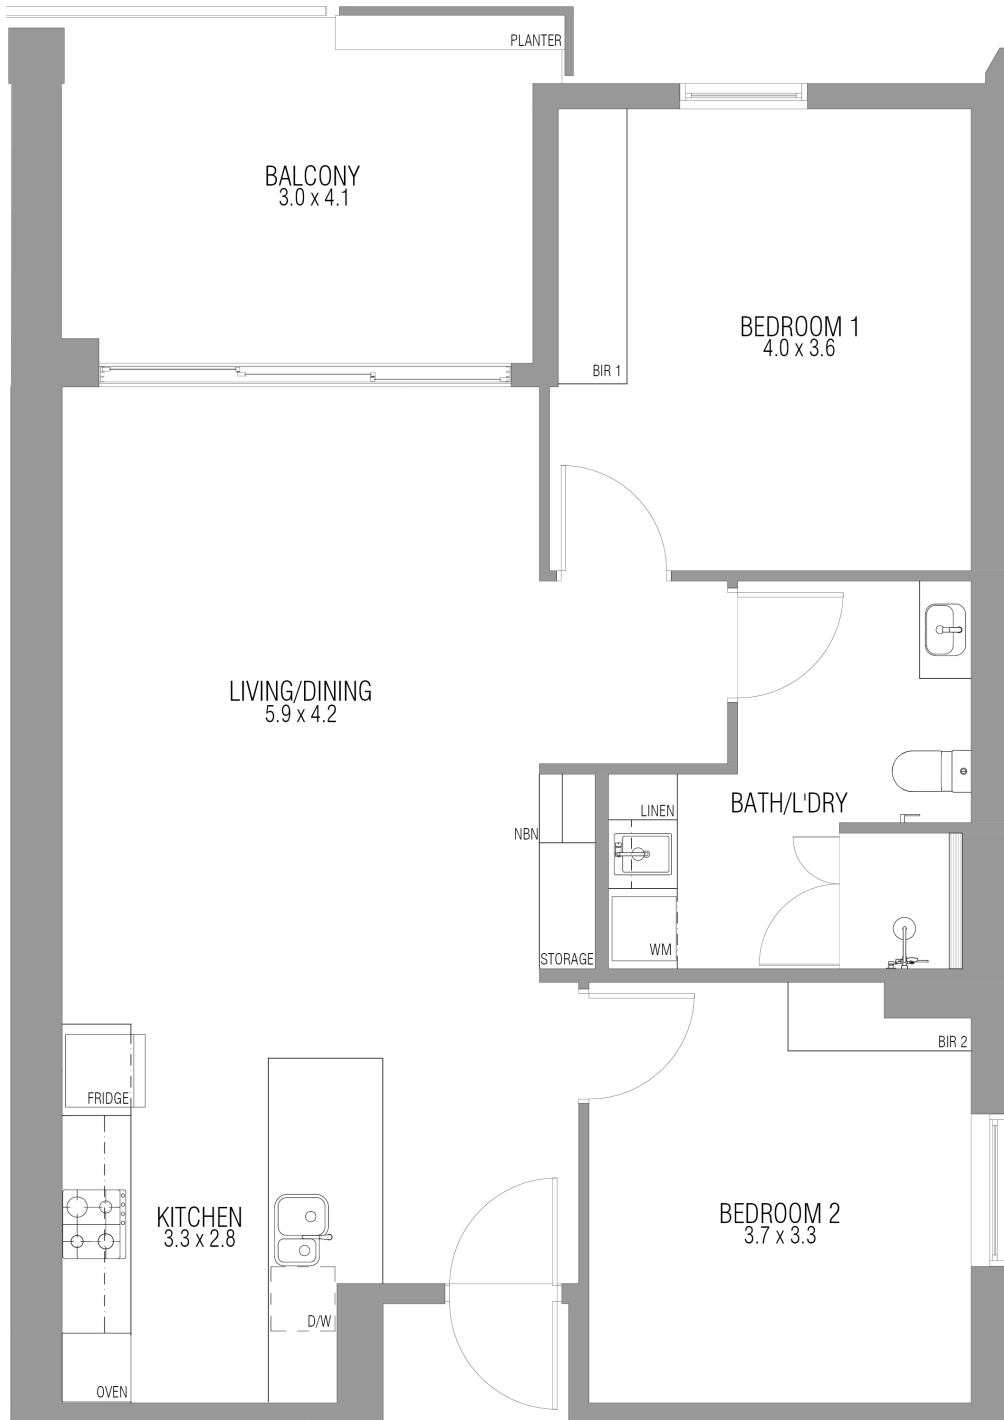 PLANTER
BALCONY
3.0 x 4.1
BEDROOM 1
4.0 x 3.6
BIR 1
LIVING/DINING
5.9 x 4.2
BATH/L'DRY
LINEN
NBN
WM
STORAGE
BIR 2
FRIDGE
KITCHEN
3.3 x 2.8
BEDROOM 2
3.7 x 3.3
D/W
OVEN